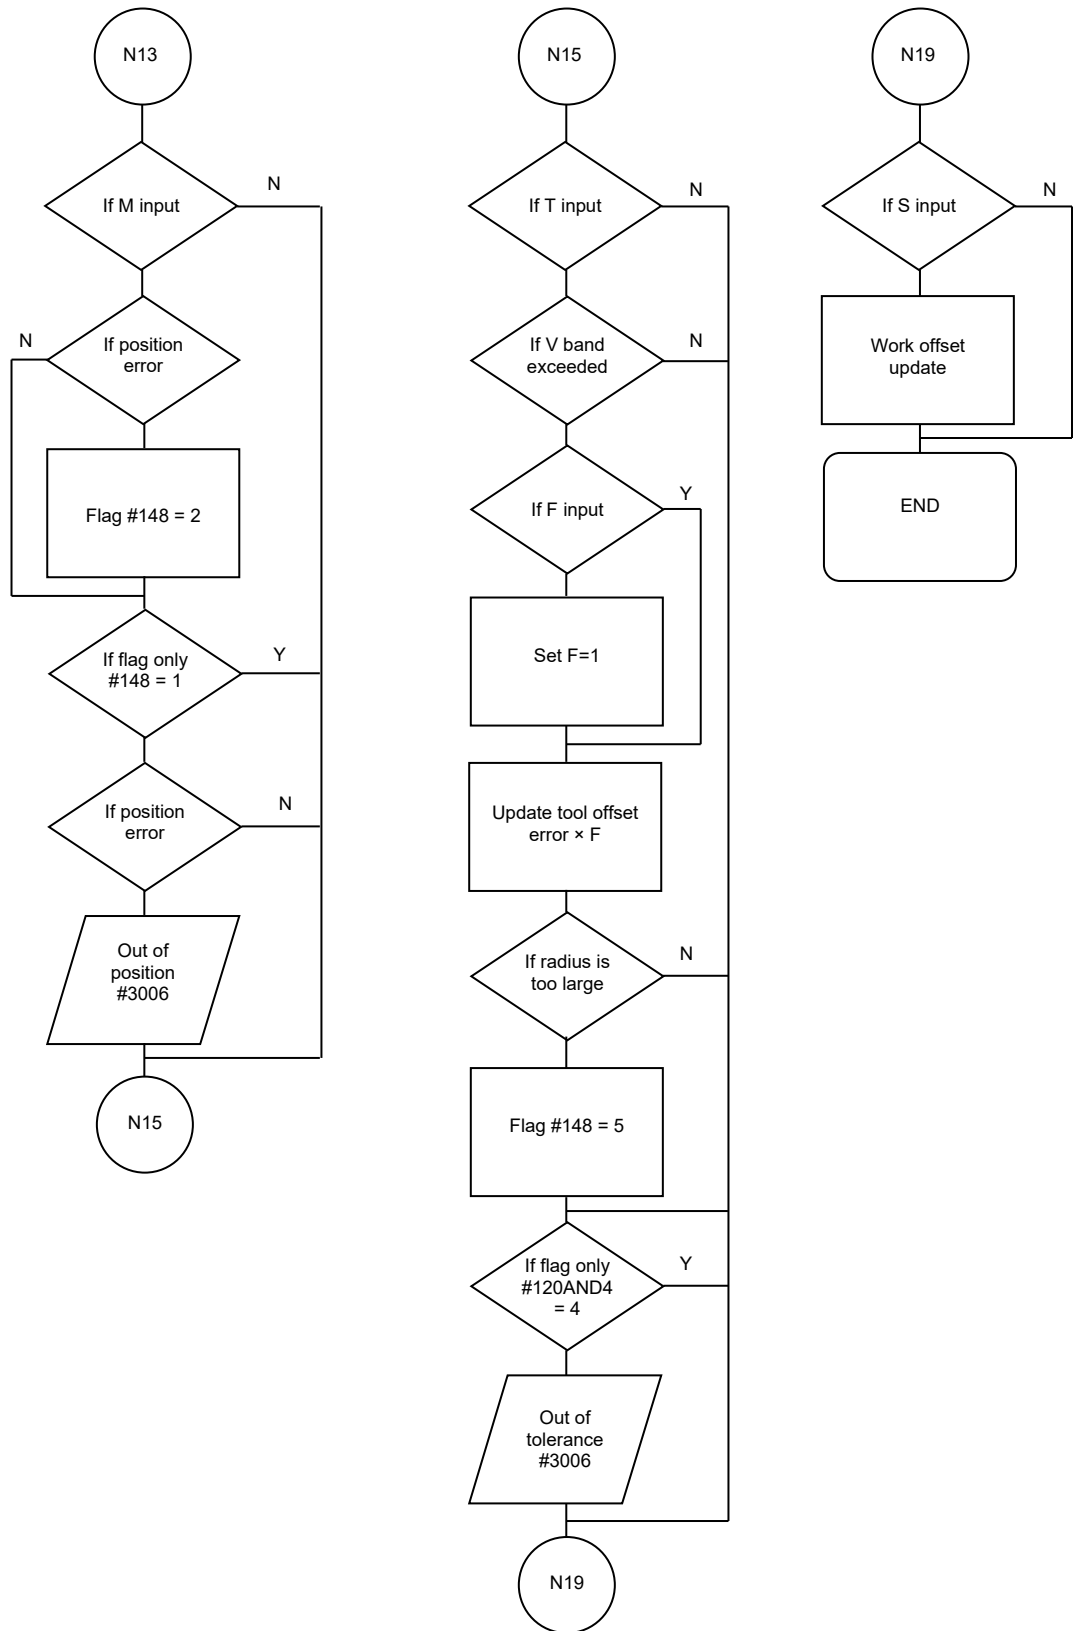 N13
If M input
N
If position
error
N
Flag #148 = 2
If flag only
#148 = 1
Y
If position
error
N
Out of
position
#3006
N15
N15
If T input
N
If V band
exceeded
N
If F input
Y
Set F=1
Update tool offset
error × F
If radius is
too large
N
Flag #148 = 5
If flag only
#120AND4
= 4
Y
Out of
tolerance
#3006
N19
N19
If S input
N
Work offset
update
END